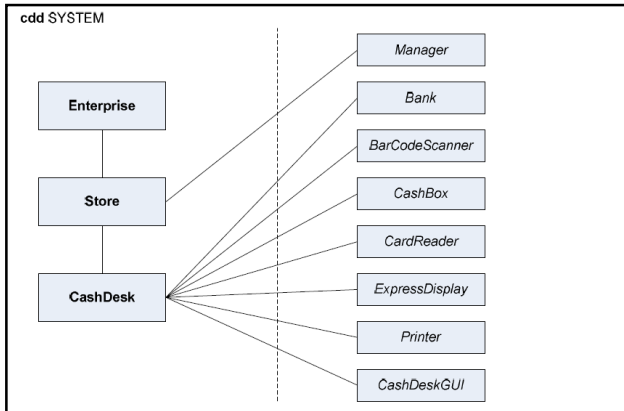 cdd SYSTEM
Manager
Bank
Enterprise
BarCodeScanner
CashBox
Store
CardReader
ExpressDisplay
CashDesk
Printer
CashDeskGUI